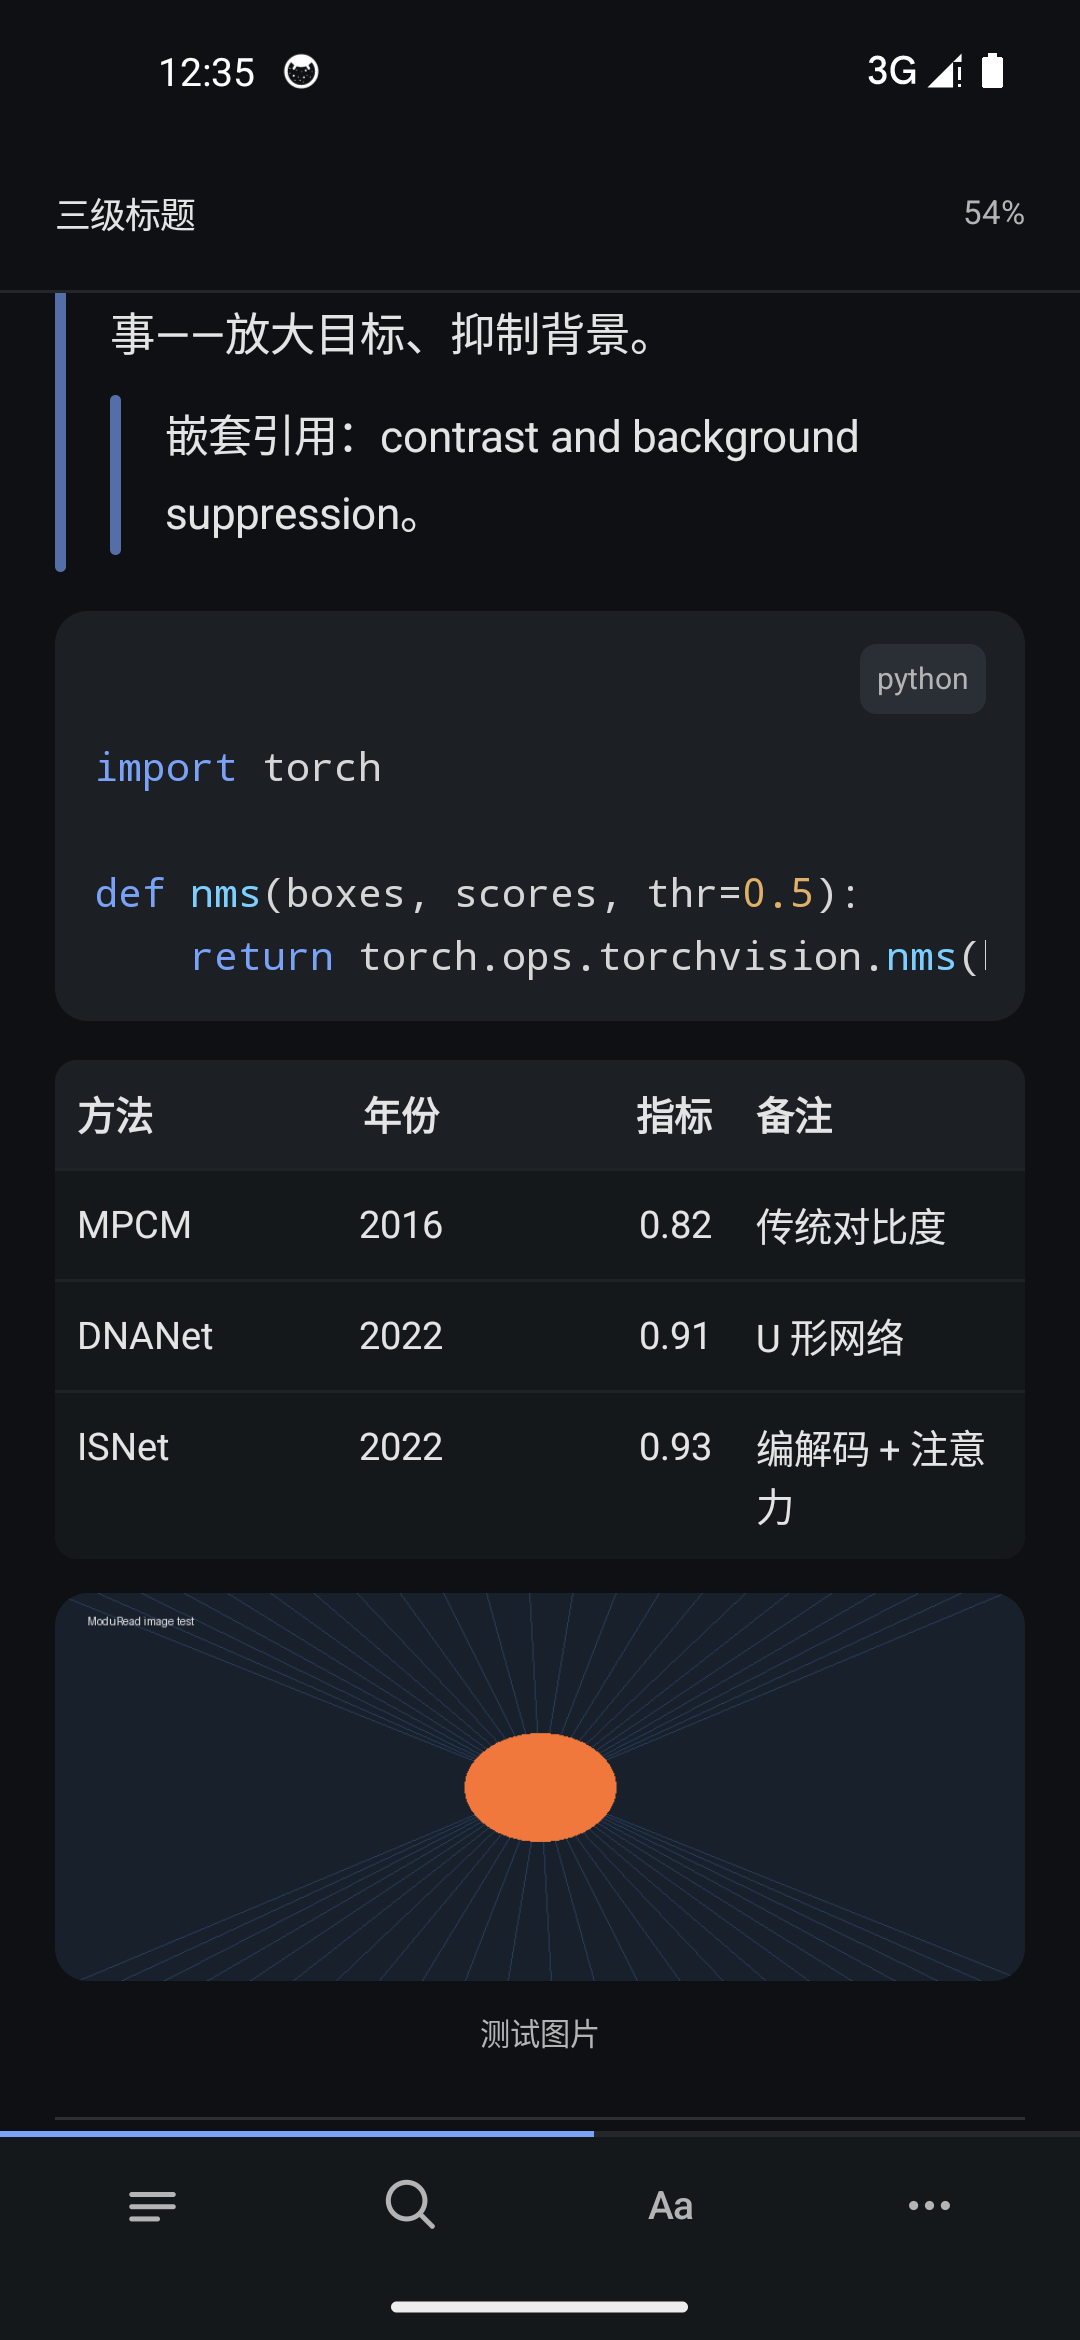 12:35
3G
三级标题
54%
事——放大目标、抑制背景。
嵌套引用：contrast and background
suppression。
python
import torch
def nms(boxes, scores, thr=0.5):
    return torch.ops.torchvision.nms(
方法 年份 指标 备注
MPCM 2016 0.82 传统对比度
DNANet 2022 0.91 U 形网络
ISNet 2022 0.93 编解码 + 注意
力
ModuRead image test
测试图片
Aa